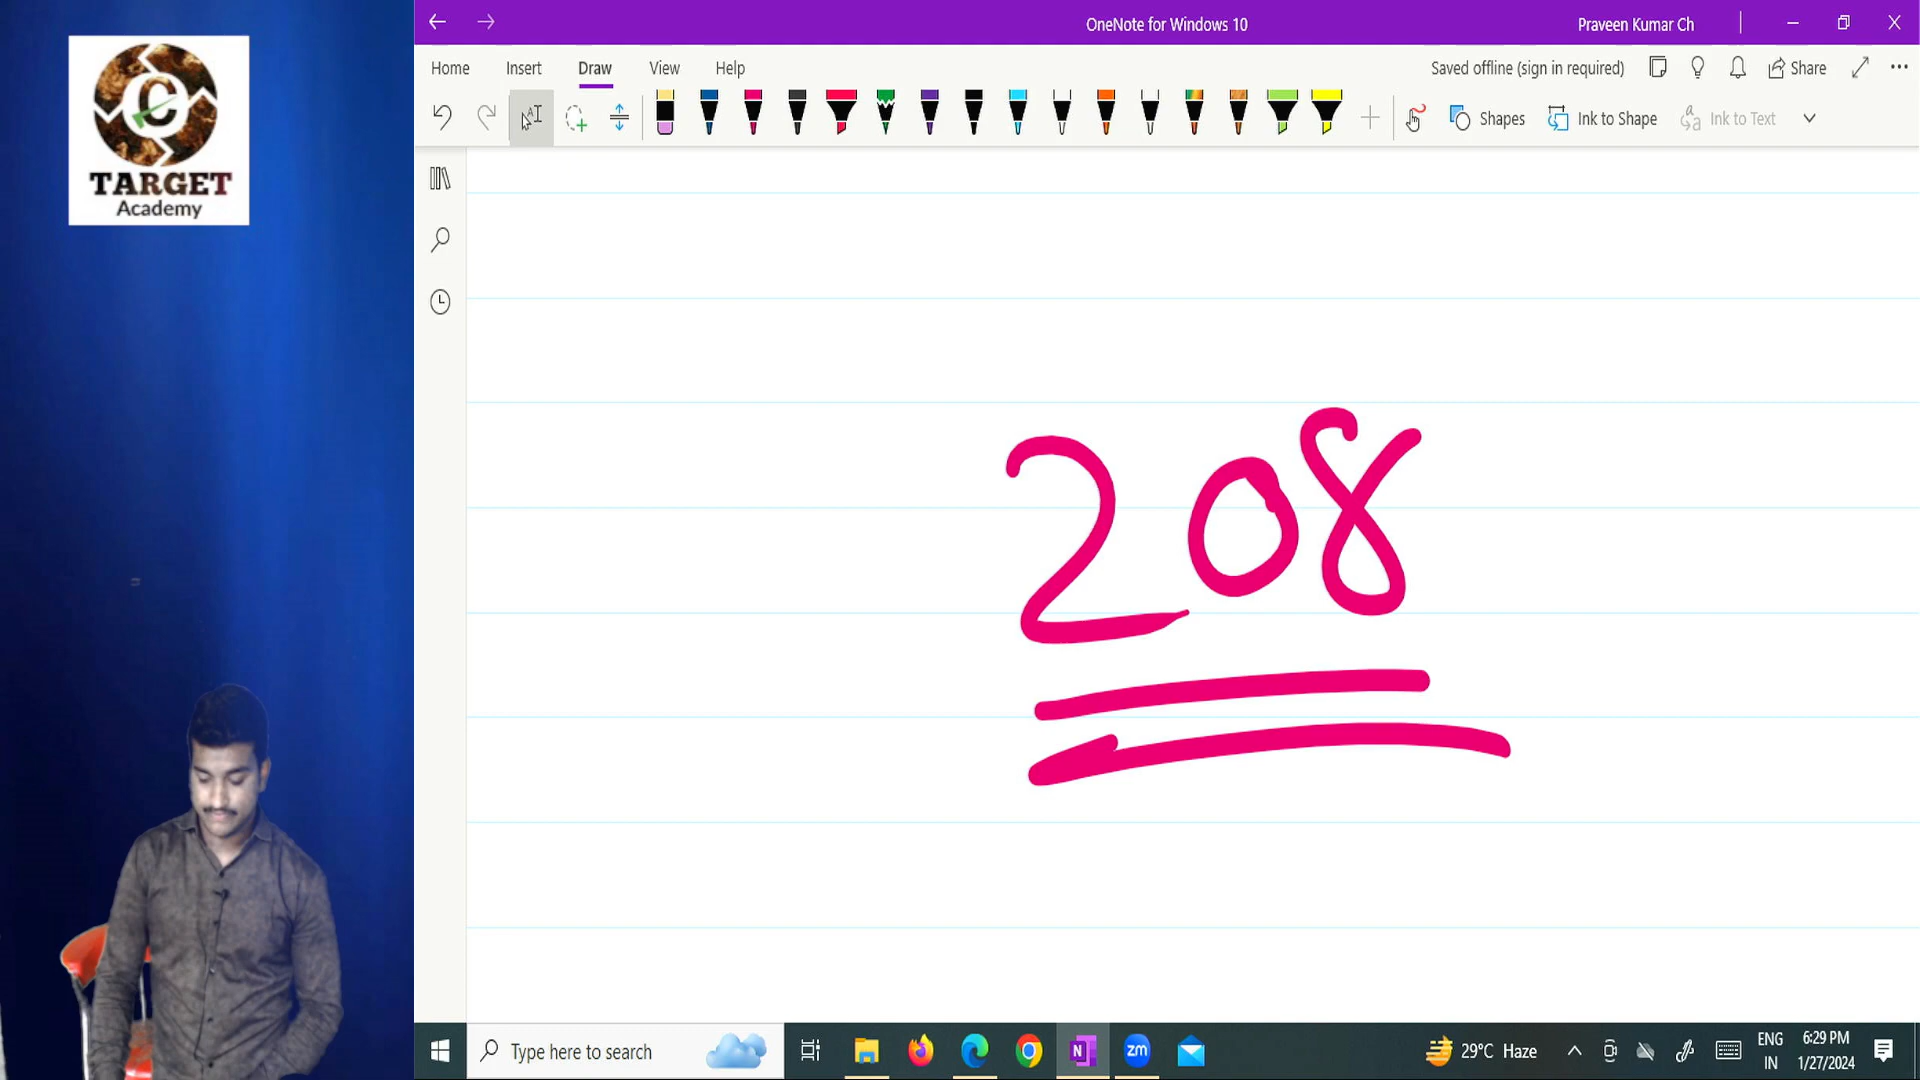 TARGET
Academy
OneNote for Windows 10
Praveen Kumar Ch
Home Insert Draw View Help
Saved offline (sign in required)
Share
Shapes
Ink to Shape
Ink to Text
208
Type here to search
N
zm
29°C Haze
ENG
IN
6:29 PM
1/27/2024